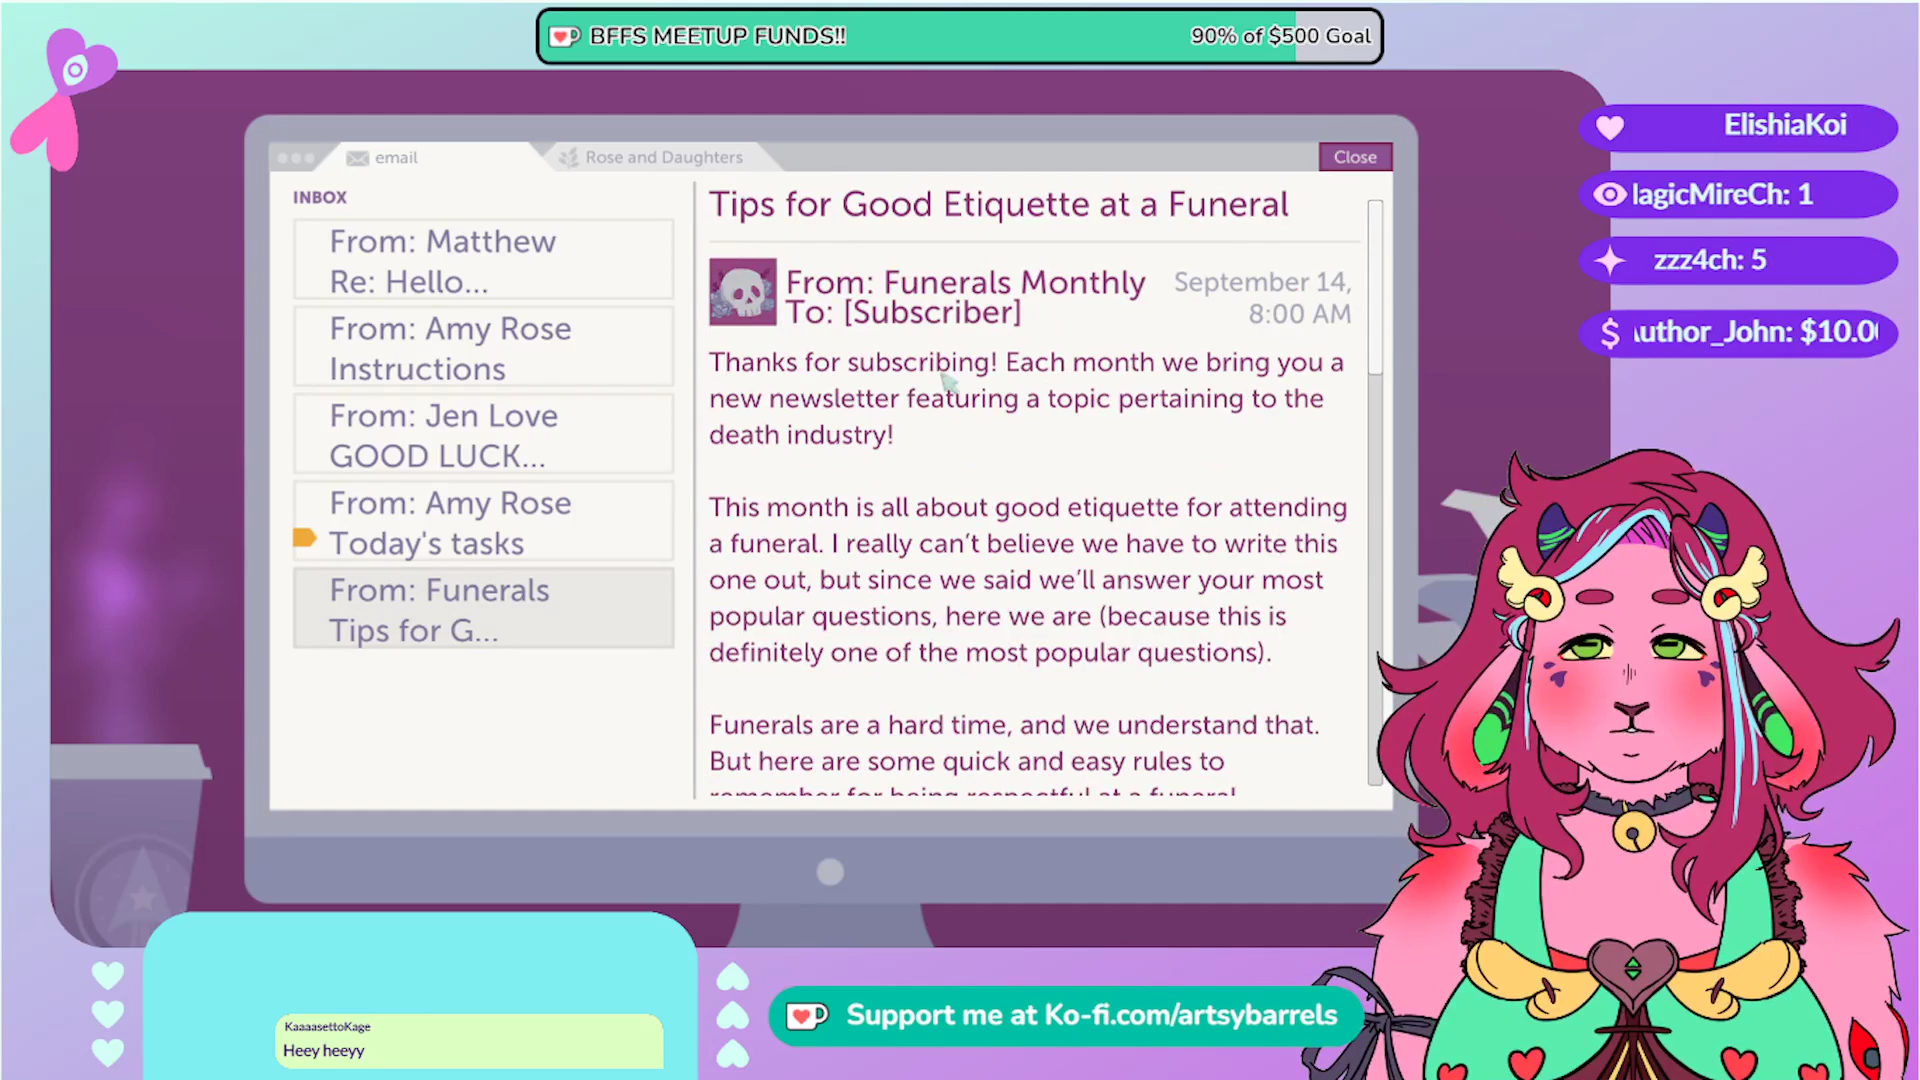 BFFS MEETUP FUNDS!!
90% of $500 Goal
email
Rose and Daughters
Close
INBOX
From: Matthew
Re: Hello...
From: Amy Rose
Instructions
From: Jen Love
GOOD LUCK...
From: Amy Rose
Today's tasks
From: Funerals
Tips for G...
Tips for Good Etiquette at a Funeral
From: Funerals Monthly
To: [Subscriber]
September 14,
8:00 AM
Thanks for subscribing! Each month we bring you a
new newsletter featuring a topic pertaining to the
death industry!
This month is all about good etiquette for attending
a funeral. I really can't believe we have to write this
one out, but since we said we'll answer your most
popular questions, here we are (because this is
definitely one of the most popular questions).
Funerals are a hard time, and we understand that.
But here are some quick and easy rules to
remember for being respectful at a funeral
ElishiaKoi
lagicMireCh: 1
zzz4ch: 5
uthor_John: $10.0
KaaaasettoKage
Heey heeyy
Support me at Ko-fi.com/artsybarrels